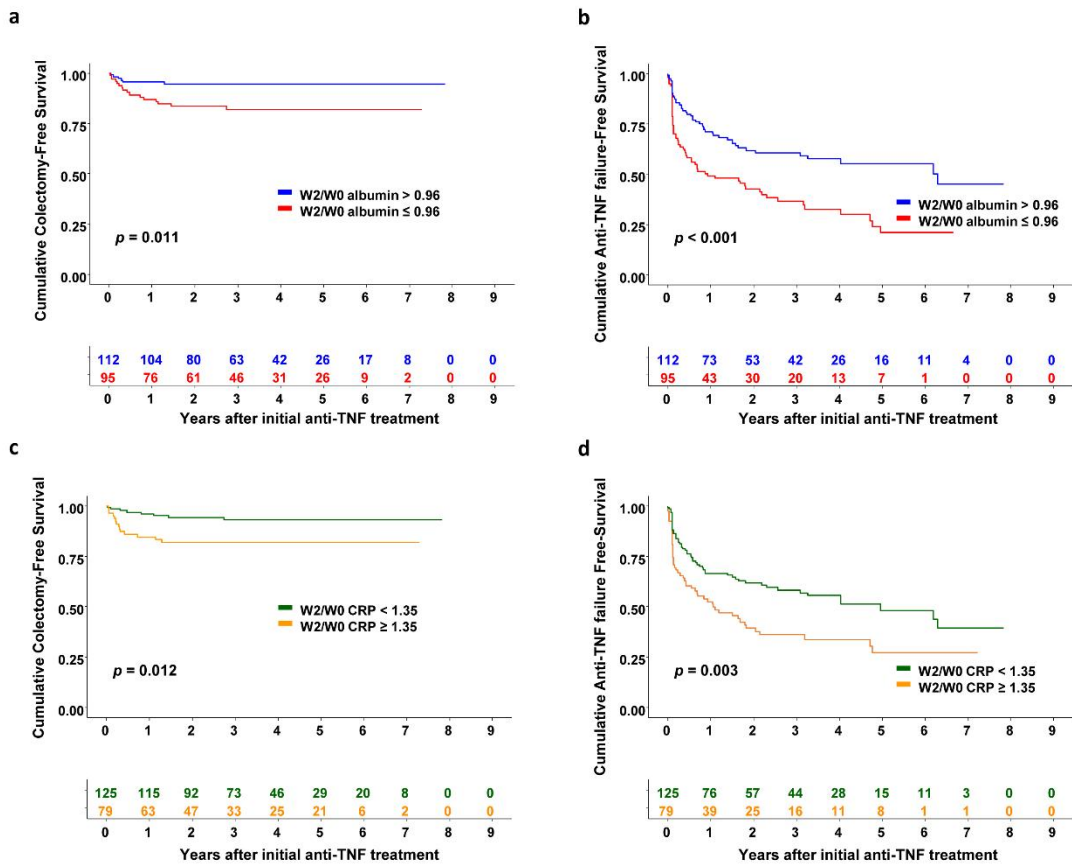 a
Cumulative Colectomy-Free Survival
1.00
0.75
0.50
0.25
0.00
W2/W0 albumin > 0.96
W2/W0 albumin ≤ 0.96
p = 0.011
0 1 2 3 4 5 6 7 8 9
112 104 80 63 42 26 17 8 0 0
95 76 61 46 31 26 9 2 0 0
0 1 2 3 4 5 6 7 8 9
Years after initial anti-TNF treatment
b
Cumulative Anti-TNF failure-Free Survival
1.00
0.75
0.50
0.25
0.00
W2/W0 albumin > 0.96
W2/W0 albumin ≤ 0.96
p < 0.001
0 1 2 3 4 5 6 7 8 9
112 73 53 42 26 16 11 4 0 0
95 43 30 20 13 7 1 0 0 0
0 1 2 3 4 5 6 7 8 9
Years after initial anti-TNF treatment
c
Cumulative Colectomy-Free Survival
1.00
0.75
0.50
0.25
0.00
W2/W0 CRP < 1.35
W2/W0 CRP ≥ 1.35
p = 0.012
0 1 2 3 4 5 6 7 8 9
125 115 92 73 46 29 20 8 0 0
79 63 47 33 25 21 6 2 0 0
0 1 2 3 4 5 6 7 8 9
Years after initial anti-TNF treatment
d
Cumulative Anti-TNF failure Free-Survival
1.00
0.75
0.50
0.25
0.00
W2/W0 CRP < 1.35
W2/W0 CRP ≥ 1.35
p = 0.003
0 1 2 3 4 5 6 7 8 9
125 76 57 44 28 15 11 3 0 0
79 39 25 16 11 8 1 1 0 0
0 1 2 3 4 5 6 7 8 9
Years after initial anti-TNF treatment